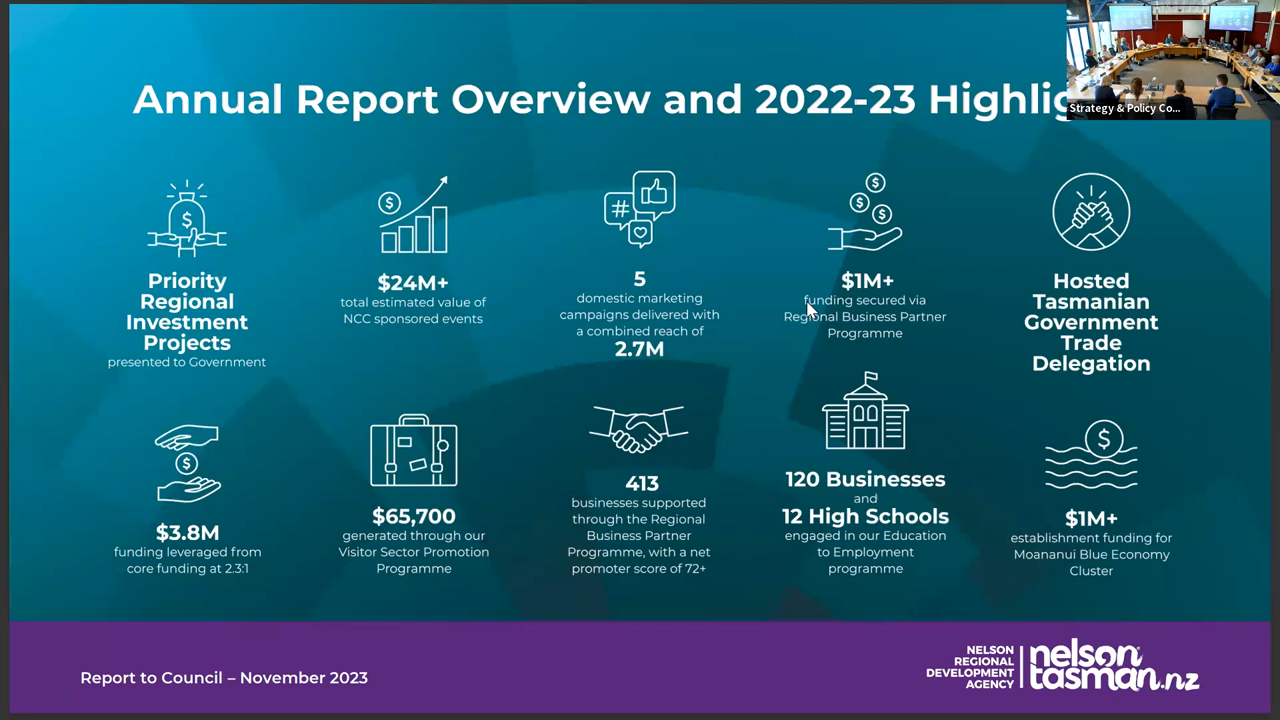 Annual Report Overview and 2022-23
Strategy & Policy Co...
Priority
Regional
Investment
Projects
presented to Government
$24M+
total estimated value of
NCC sponsored events
5
domestic marketing
campaigns delivered with
a combined reach of
2.7M
$1M+
funding secured via
Regional Business Partner
Programme
Hosted
Tasmanian
Government
Trade
Delegation
$3.8M
funding leveraged from
core funding at 2.3:1
$65,700
generated through our
Visitor Sector Promotion
Programme
413
businesses supported
through the Regional
Business Partner
Programme, with a net
promoter score of 72+
120 Businesses
and
12 High Schools
engaged in our Education
to Employment
programme
$1M+
establishment funding for
Moananui Blue Economy
Cluster
Report to Council – November 2023
NELSON
REGIONAL
DEVELOPMENT
AGENCY
nelson
tasman.nz